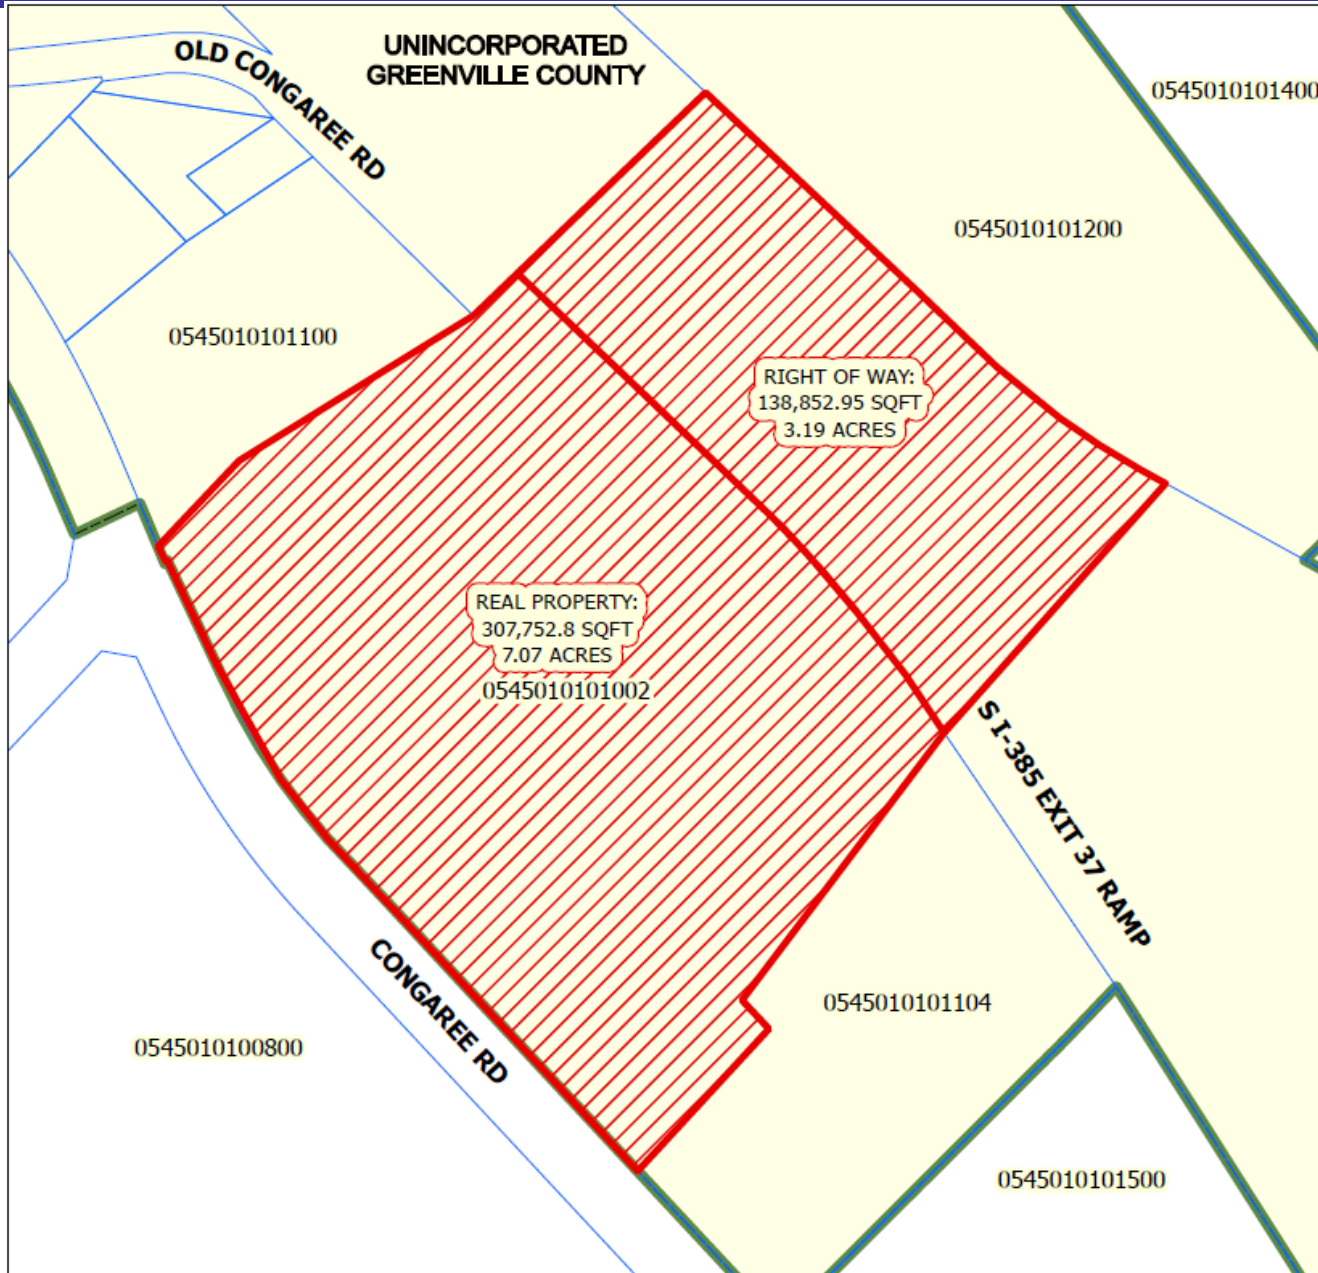 UNINCORPORATED
GREENVILLE COUNTY
OLD CONGAREE RD
0545010101400
0545010101200
0545010101100
RIGHT OF WAY:
138,852.95 SQFT
3.19 ACRES
REAL PROPERTY:
307,752.8 SQFT
7.07 ACRES
0545010101002
S I-385 EXIT 37 RAMP
CONGAREE RD
0545010101104
0545010100800
0545010101500